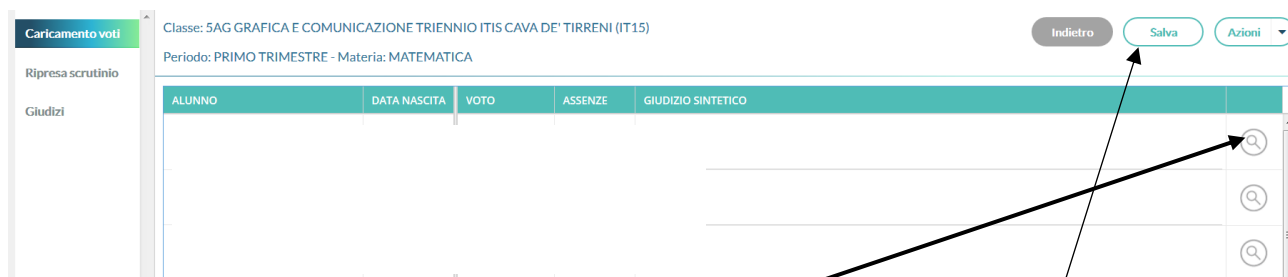 Caricamento voti
Ripresa scrutinio
Giudizi
Classe: 5AG GRAFICA E COMUNICAZIONE TRIENNIO ITIS CAVA DE' TIRRENI (IT15)
Periodo: PRIMO TRIMESTRE - Materia: MATEMATICA
Indietro Salva Azioni
ALUNNO DATA NASCITA VOTO ASSENZE GIUDIZIO SINTETICO